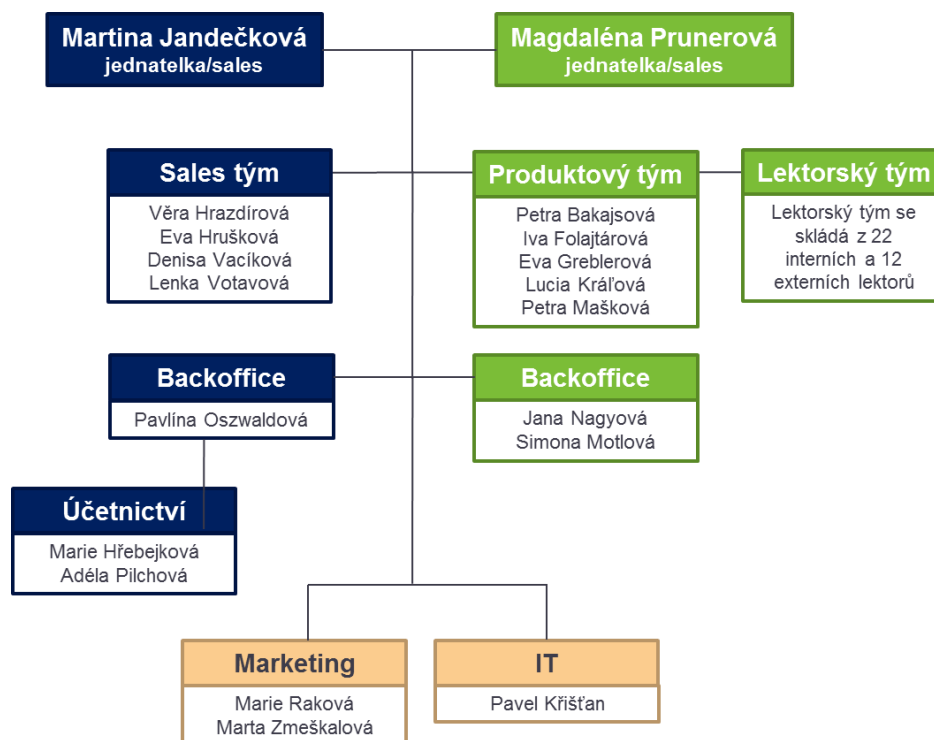 Martina Jandečková
jednatelka/sales
Magdaléna Prunerová
jednatelka/sales
Sales tým
Věra Hrazdírová
Eva Hrušková
Denisa Vacíková
Lenka Votavová
Produktový tým
Petra Bakajsová
Iva Folajtárová
Eva Greblerová
Lucia Kráľová
Petra Mašková
Lektorský tým
Lektorský tým se
skládá z 22
interních a 12
externích lektorů
Backoffice
Pavlína Oszwaldová
Backoffice
Jana Nagyová
Simona Motlová
Účetnictví
Marie Hřebejková
Adéla Pilchová
Marketing
Marie Raková
Marta Zmeškalová
IT
Pavel Křišťan